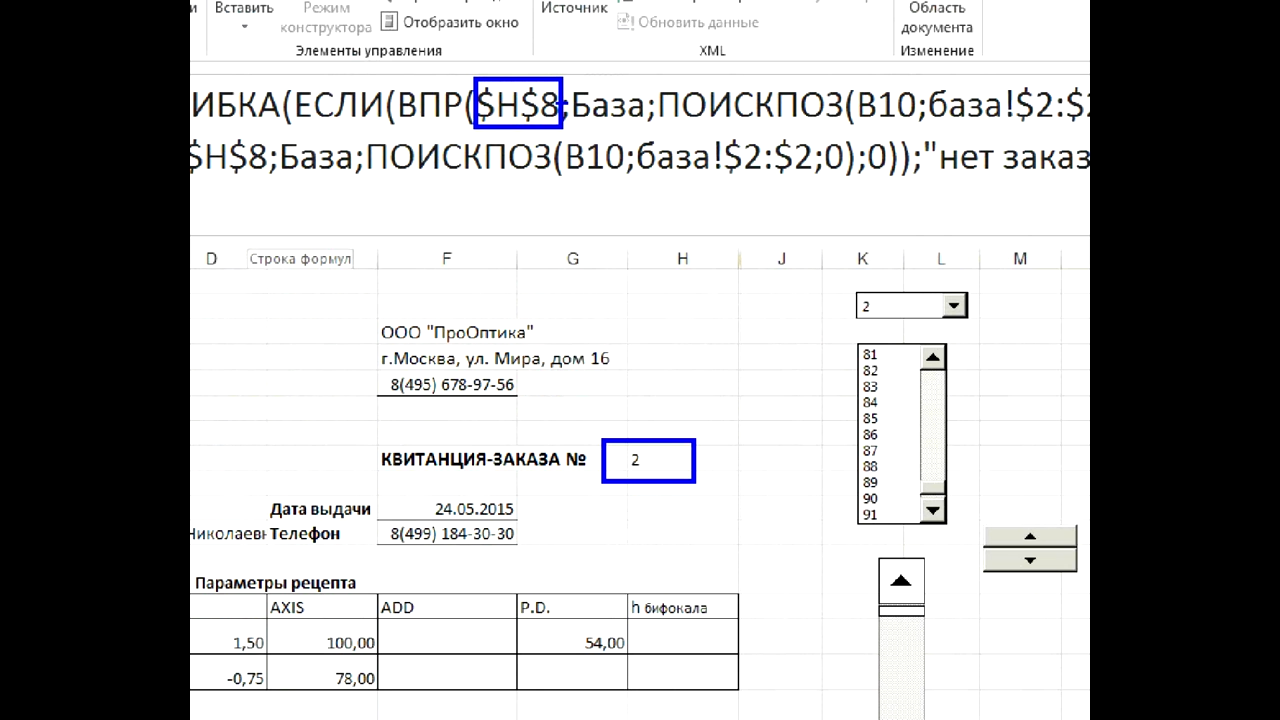 и Вставить Режим конструктора Отобразить окно Источник Обновить данные Область документа
Элементы управления XML Изменение
ИБКА(ЕСЛИ(ВПР($H$8;База;ПОИСКПОЗ(B10;база!$2:$2
$H$8;База;ПОИСКПОЗ(B10;база!$2:$2;0);0));"нет заказ
D Строка формул F G H J K L M
2
ООО "ПроОптика"
г.Москва, ул. Мира, дом 16
8(495) 678-97-56
81
82
83
84
85
86
87
88
89
90
91
КВИТАНЦИЯ-ЗАКАЗА № 2
Дата выдачи 24.05.2015
Николаевн Телефон 8(499) 184-30-30
Параметры рецепта
AXIS ADD P.D. h бифокала
1,50 100,00 54,00
-0,75 78,00